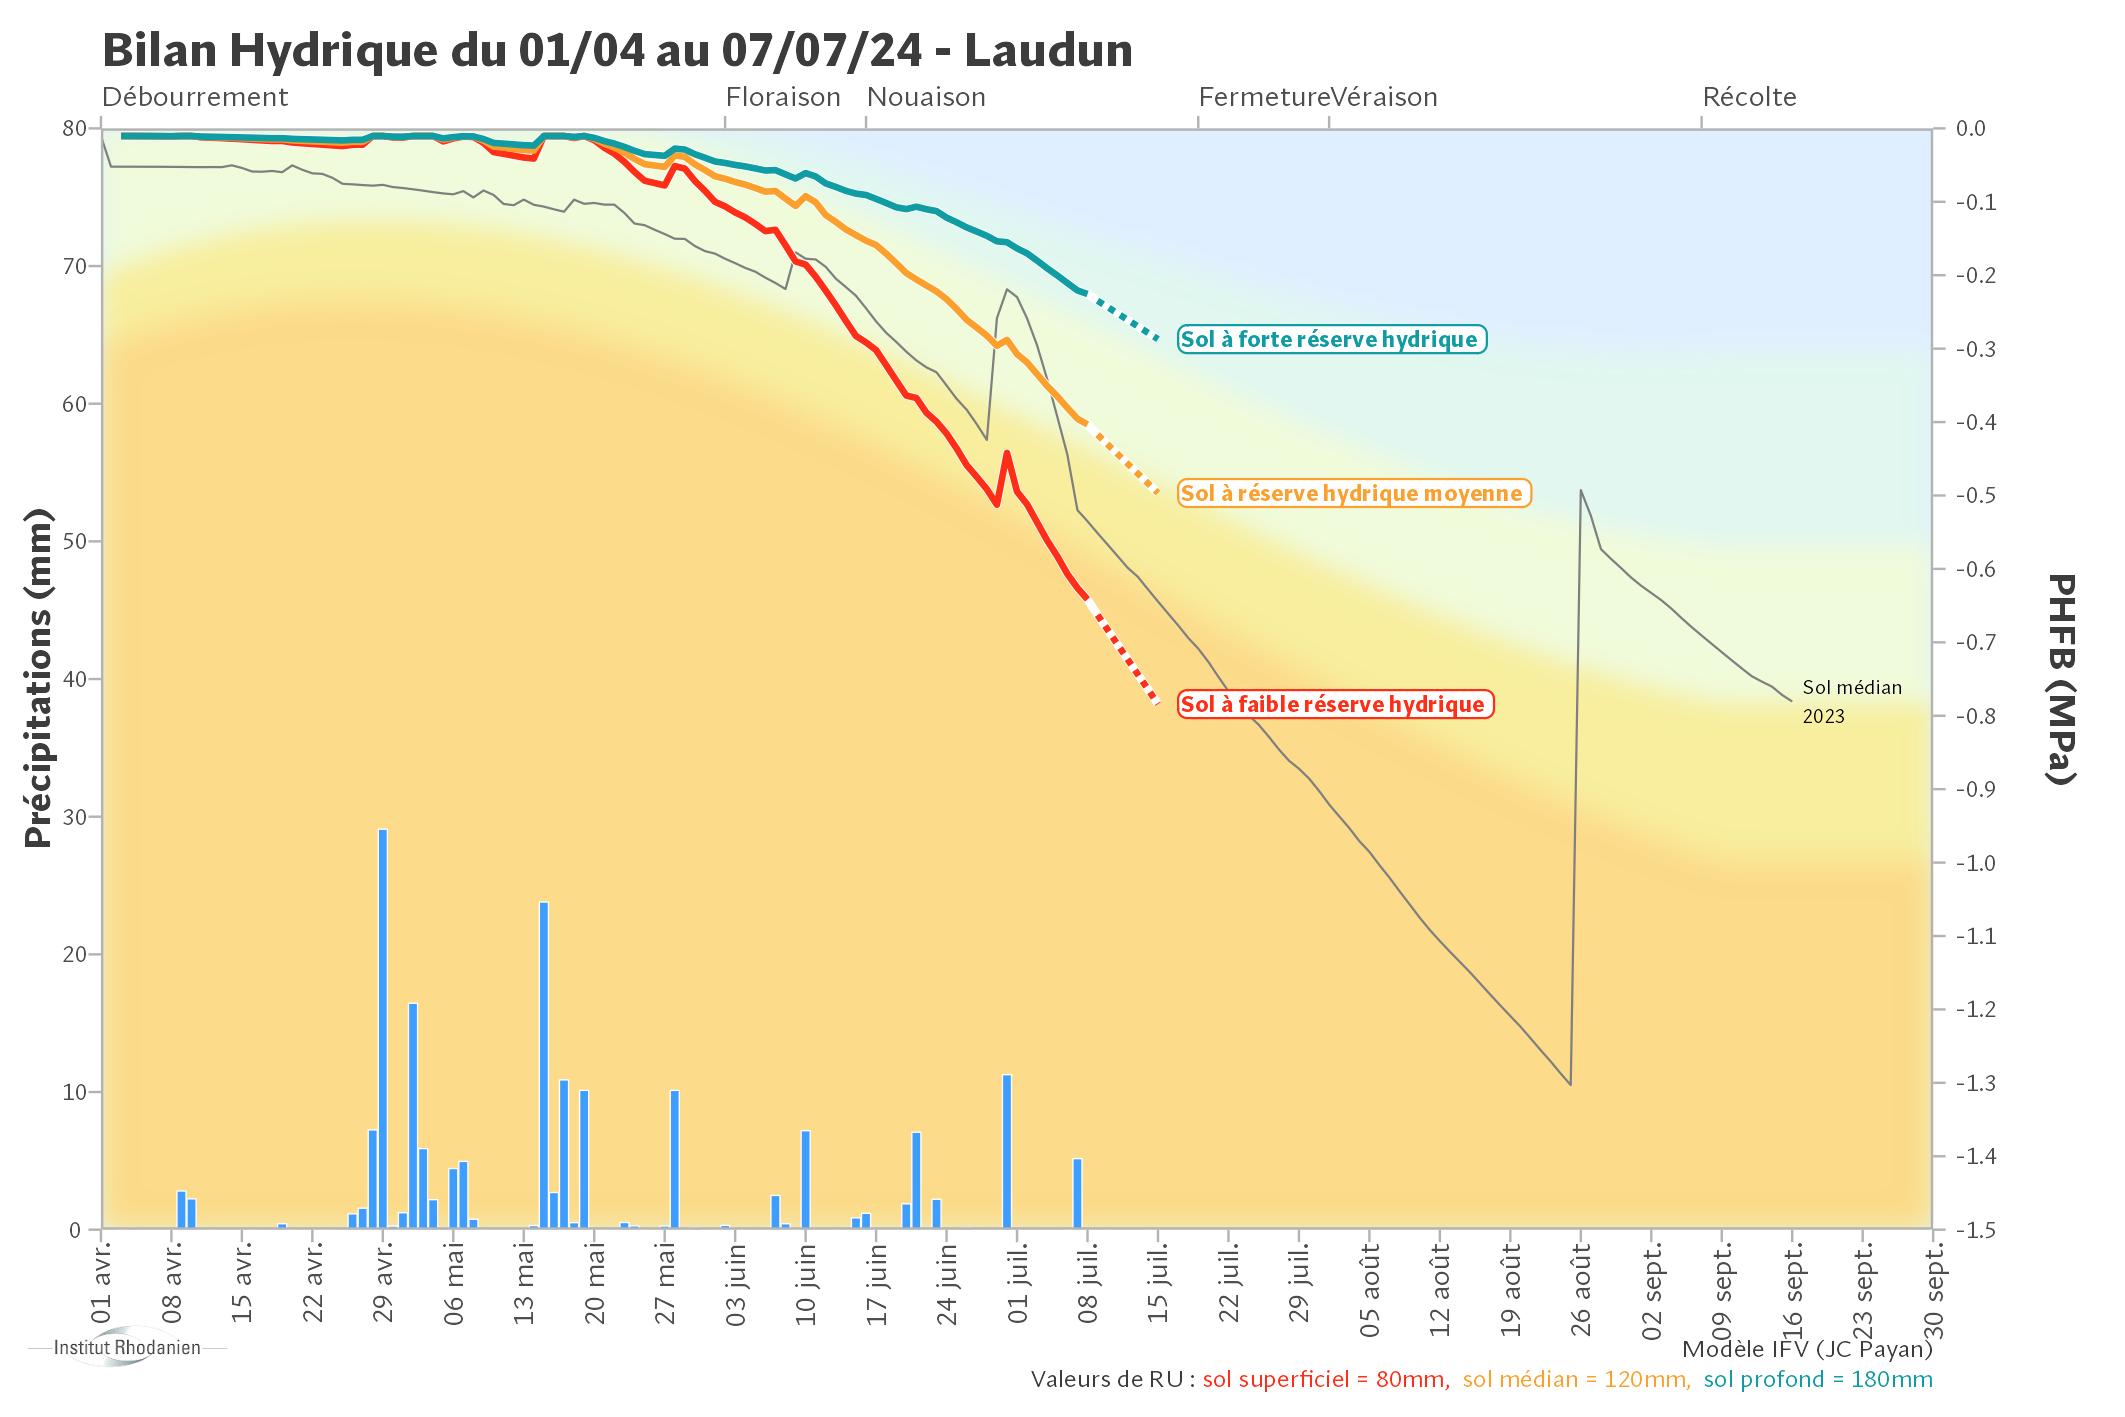 Bilan Hydrique du 01/04 au 07/07/24 - Laudun
Débourrement Floraison Nouaison Fermeture Véraison Récolte
Précipitations (mm)
80
70
60
50
40
30
20
10
0
0.0
-0.1
-0.2
-0.3
-0.4
-0.5
-0.6
-0.7
-0.8
-0.9
-1.0
-1.1
-1.2
-1.3
-1.4
-1.5
PHFB (MPa)
Sol à forte réserve hydrique
Sol à réserve hydrique moyenne
Sol à faible réserve hydrique
Sol médian
2023
01 avr.
08 avr.
15 avr.
22 avr.
29 avr.
06 mai
13 mai
20 mai
27 mai
03 juin
10 juin
17 juin
24 juin
01 juil.
08 juil.
15 juil.
22 juil.
29 juil.
05 août
12 août
19 août
26 août
02 sept.
09 sept.
16 sept.
23 sept.
30 sept.
Institut Rhodanien
Modèle IFV (JC Payan)
Valeurs de RU : sol superficiel = 80mm, sol médian = 120mm, sol profond = 180mm